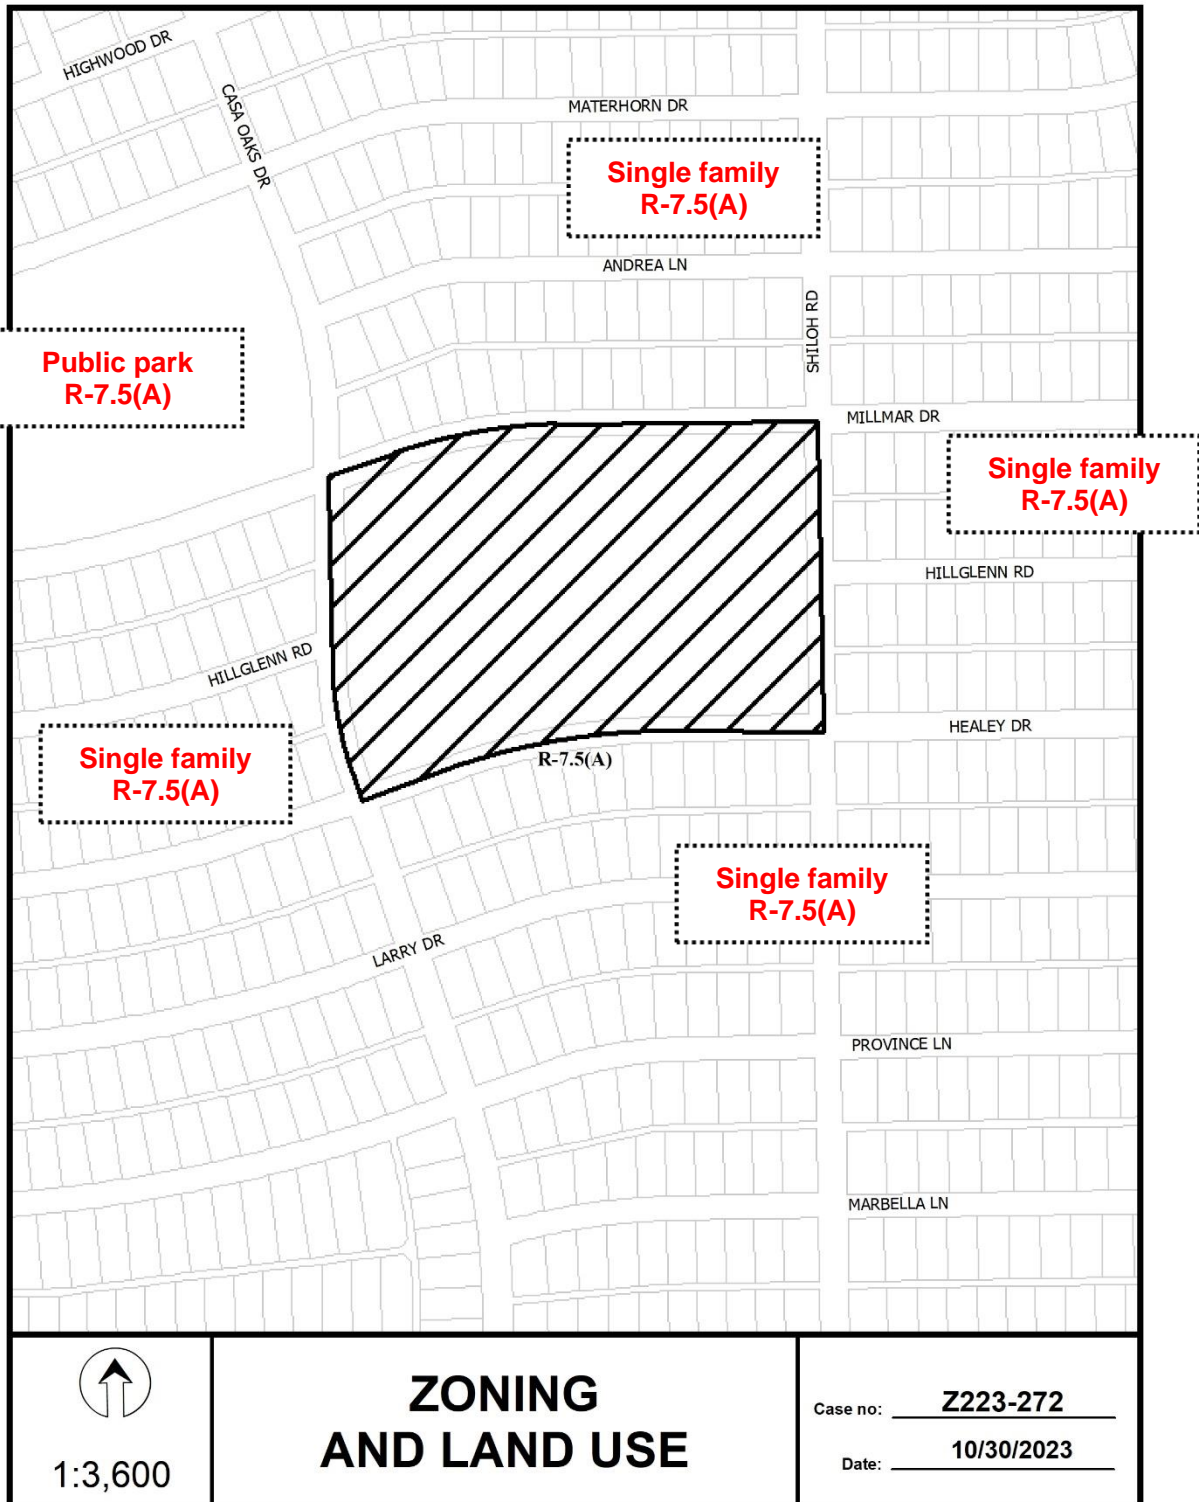 HIGHWOOD DR
CASA OAKS DR
MATERHORN DR
Single family
R-7.5(A)
ANDREA LN
SHILOH RD
Public park
R-7.5(A)
MILLMAR DR
Single family
R-7.5(A)
HILLGLENN RD
HILLGLENN RD
HEALEY DR
Single family
R-7.5(A)
R-7.5(A)
Single family
R-7.5(A)
LARRY DR
PROVINCE LN
MARBELLA LN
1:3,600
ZONING
AND LAND USE
Case no: Z223-272
Date: 10/30/2023